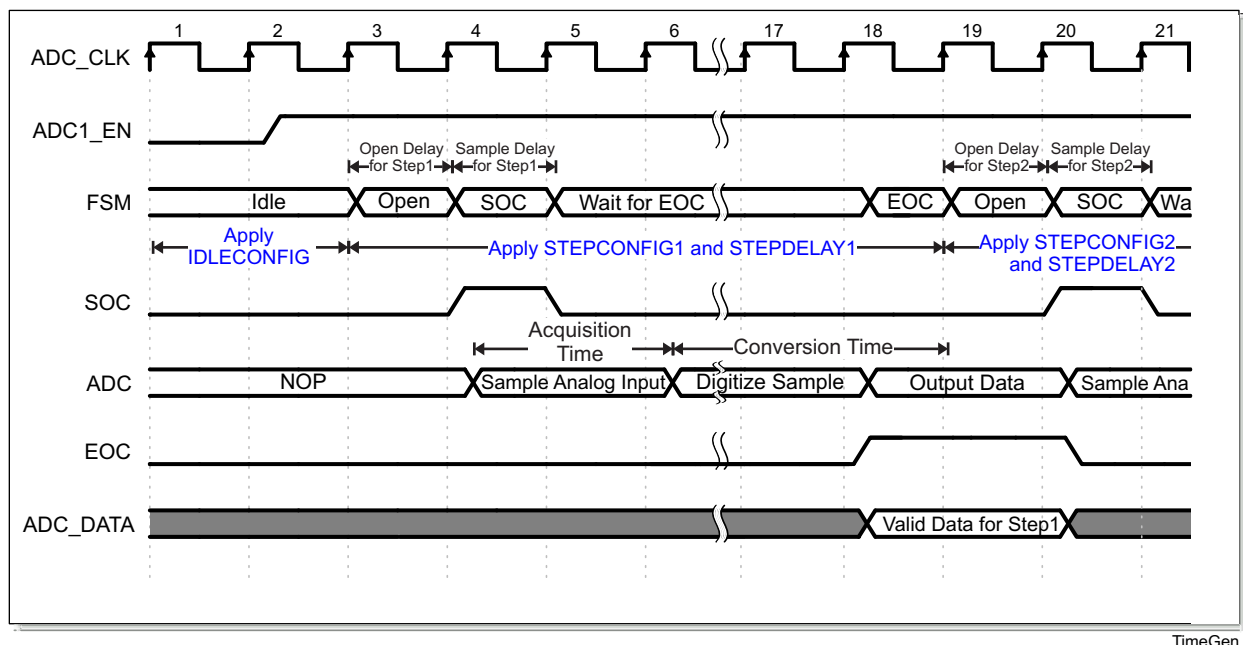 1 2 3 4 5 6 17 18 19 20 21
ADC_CLK
ADC1_EN
Open Delay Sample Delay Open Delay Sample Delay
for Step1 for Step1 for Step2 for Step2
FSM Idle Open SOC Wait for EOC EOC Open SOC Wa
Apply
IDLECONFIG
Apply STEPCONFIG1 and STEPDELAY1
Apply STEPCONFIG2
and STEPDELAY2
SOC
Acquisition
Time
Conversion Time
ADC NOP Sample Analog Input Digitize Sample Output Data Sample Ana
EOC
ADC_DATA Valid Data for Step1
TimeGen